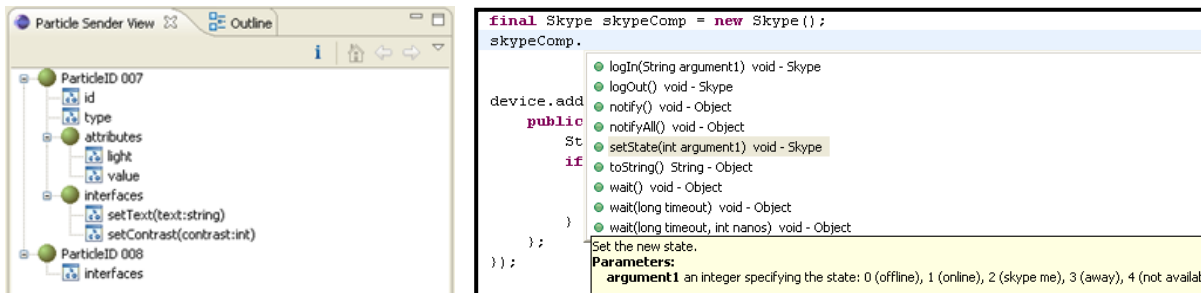 Particle Sender View Outline
i
ParticleID 007
id
type
attributes
light
value
interfaces
setText(text:string)
setContrast(contrast:int)
ParticleID 008
interfaces
final Skype skypeComp = new Skype();
skypeComp.
logIn(String argument1) void - Skype
logOut() void - Skype
device.add
notify() void - Object
public
notifyAll() void - Object
St
setState(int argument1) void - Skype
if
toString() String - Object
wait() void - Object
wait(long timeout) void - Object
}
wait(long timeout, int nanos) void - Object
};
Set the new state.
});
Parameters:
argument1 an integer specifying the state: 0 (offline), 1 (online), 2 (skype me), 3 (away), 4 (not availab